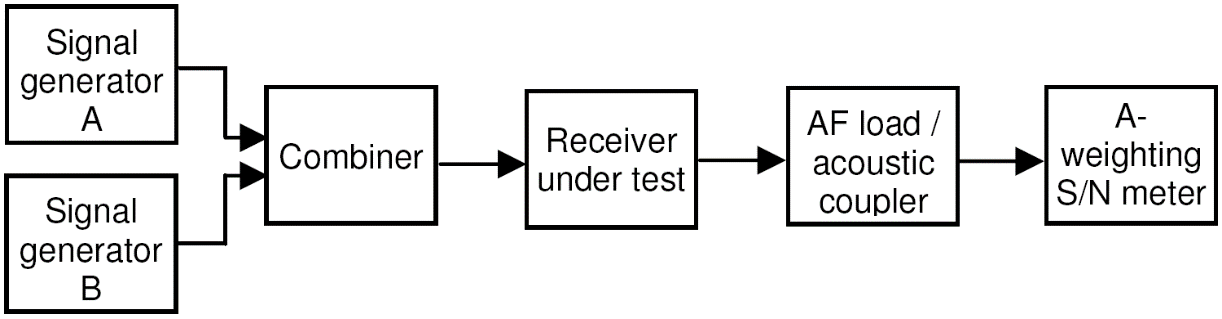 Signal
generator
A
Signal
generator
B
Combiner
Receiver
under test
AF load /
acoustic
coupler
A-
weighting
S/N meter